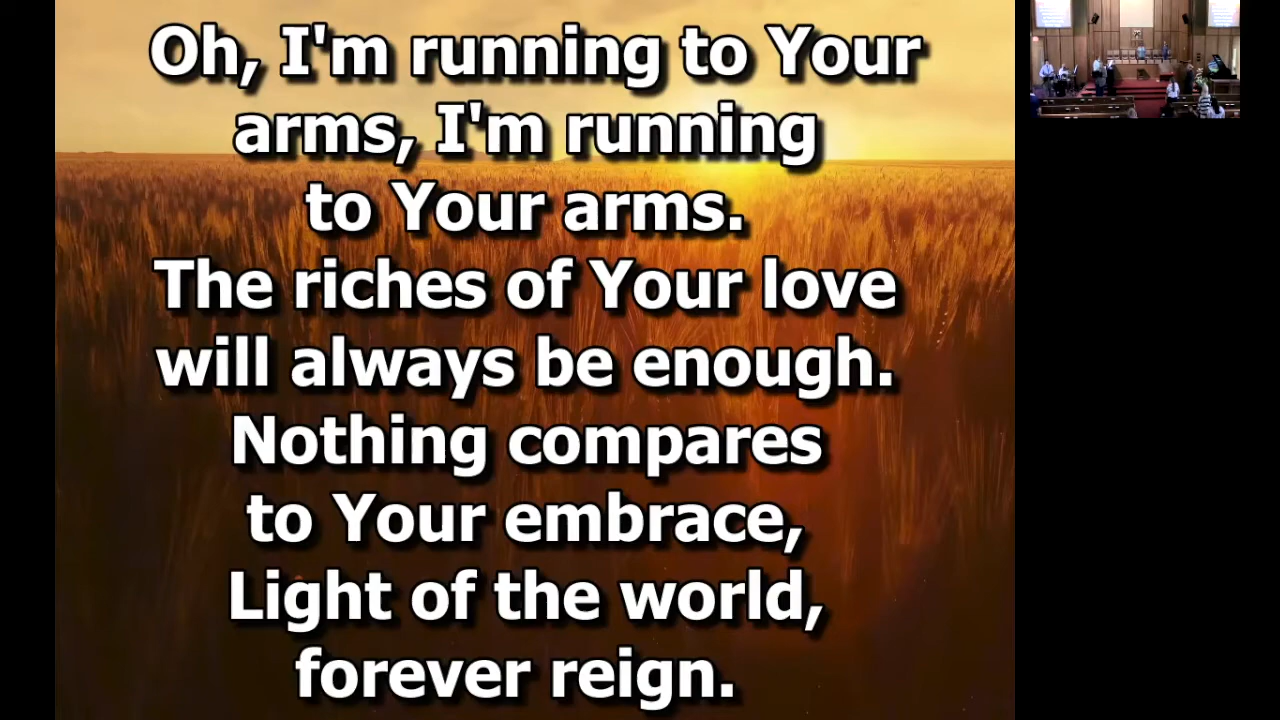 Oh, I'm running to Your
arms, I'm running
to Your arms.
The riches of Your love
will always be enough.
Nothing compares
to Your embrace,
Light of the world,
forever reign.